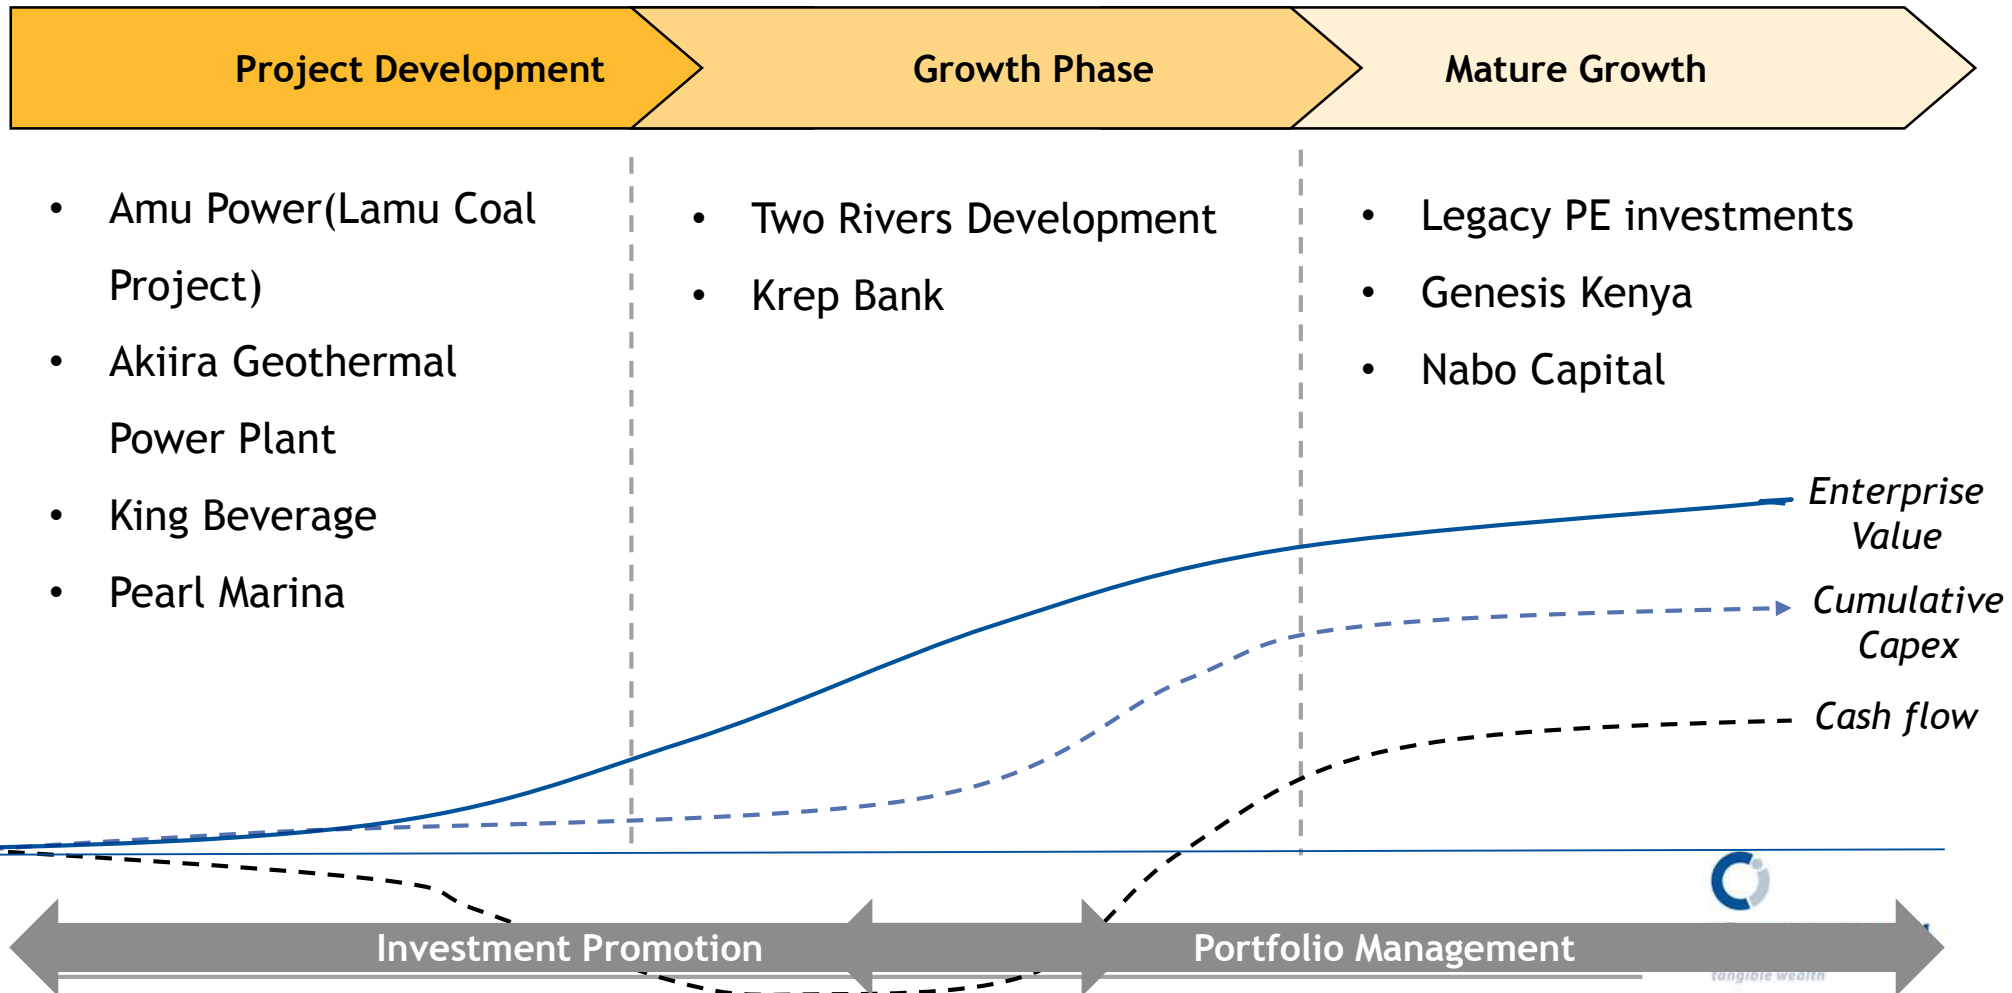 Project Development
Growth Phase
Mature Growth
• Amu Power(Lamu Coal
Project)
• Akiira Geothermal
Power Plant
• King Beverage
• Pearl Marina
• Two Rivers Development
• Krep Bank
• Legacy PE investments
• Genesis Kenya
• Nabo Capital
Enterprise
Value
Cumulative
Capex
Cash flow
Investment Promotion
Portfolio Management
tangible wealth